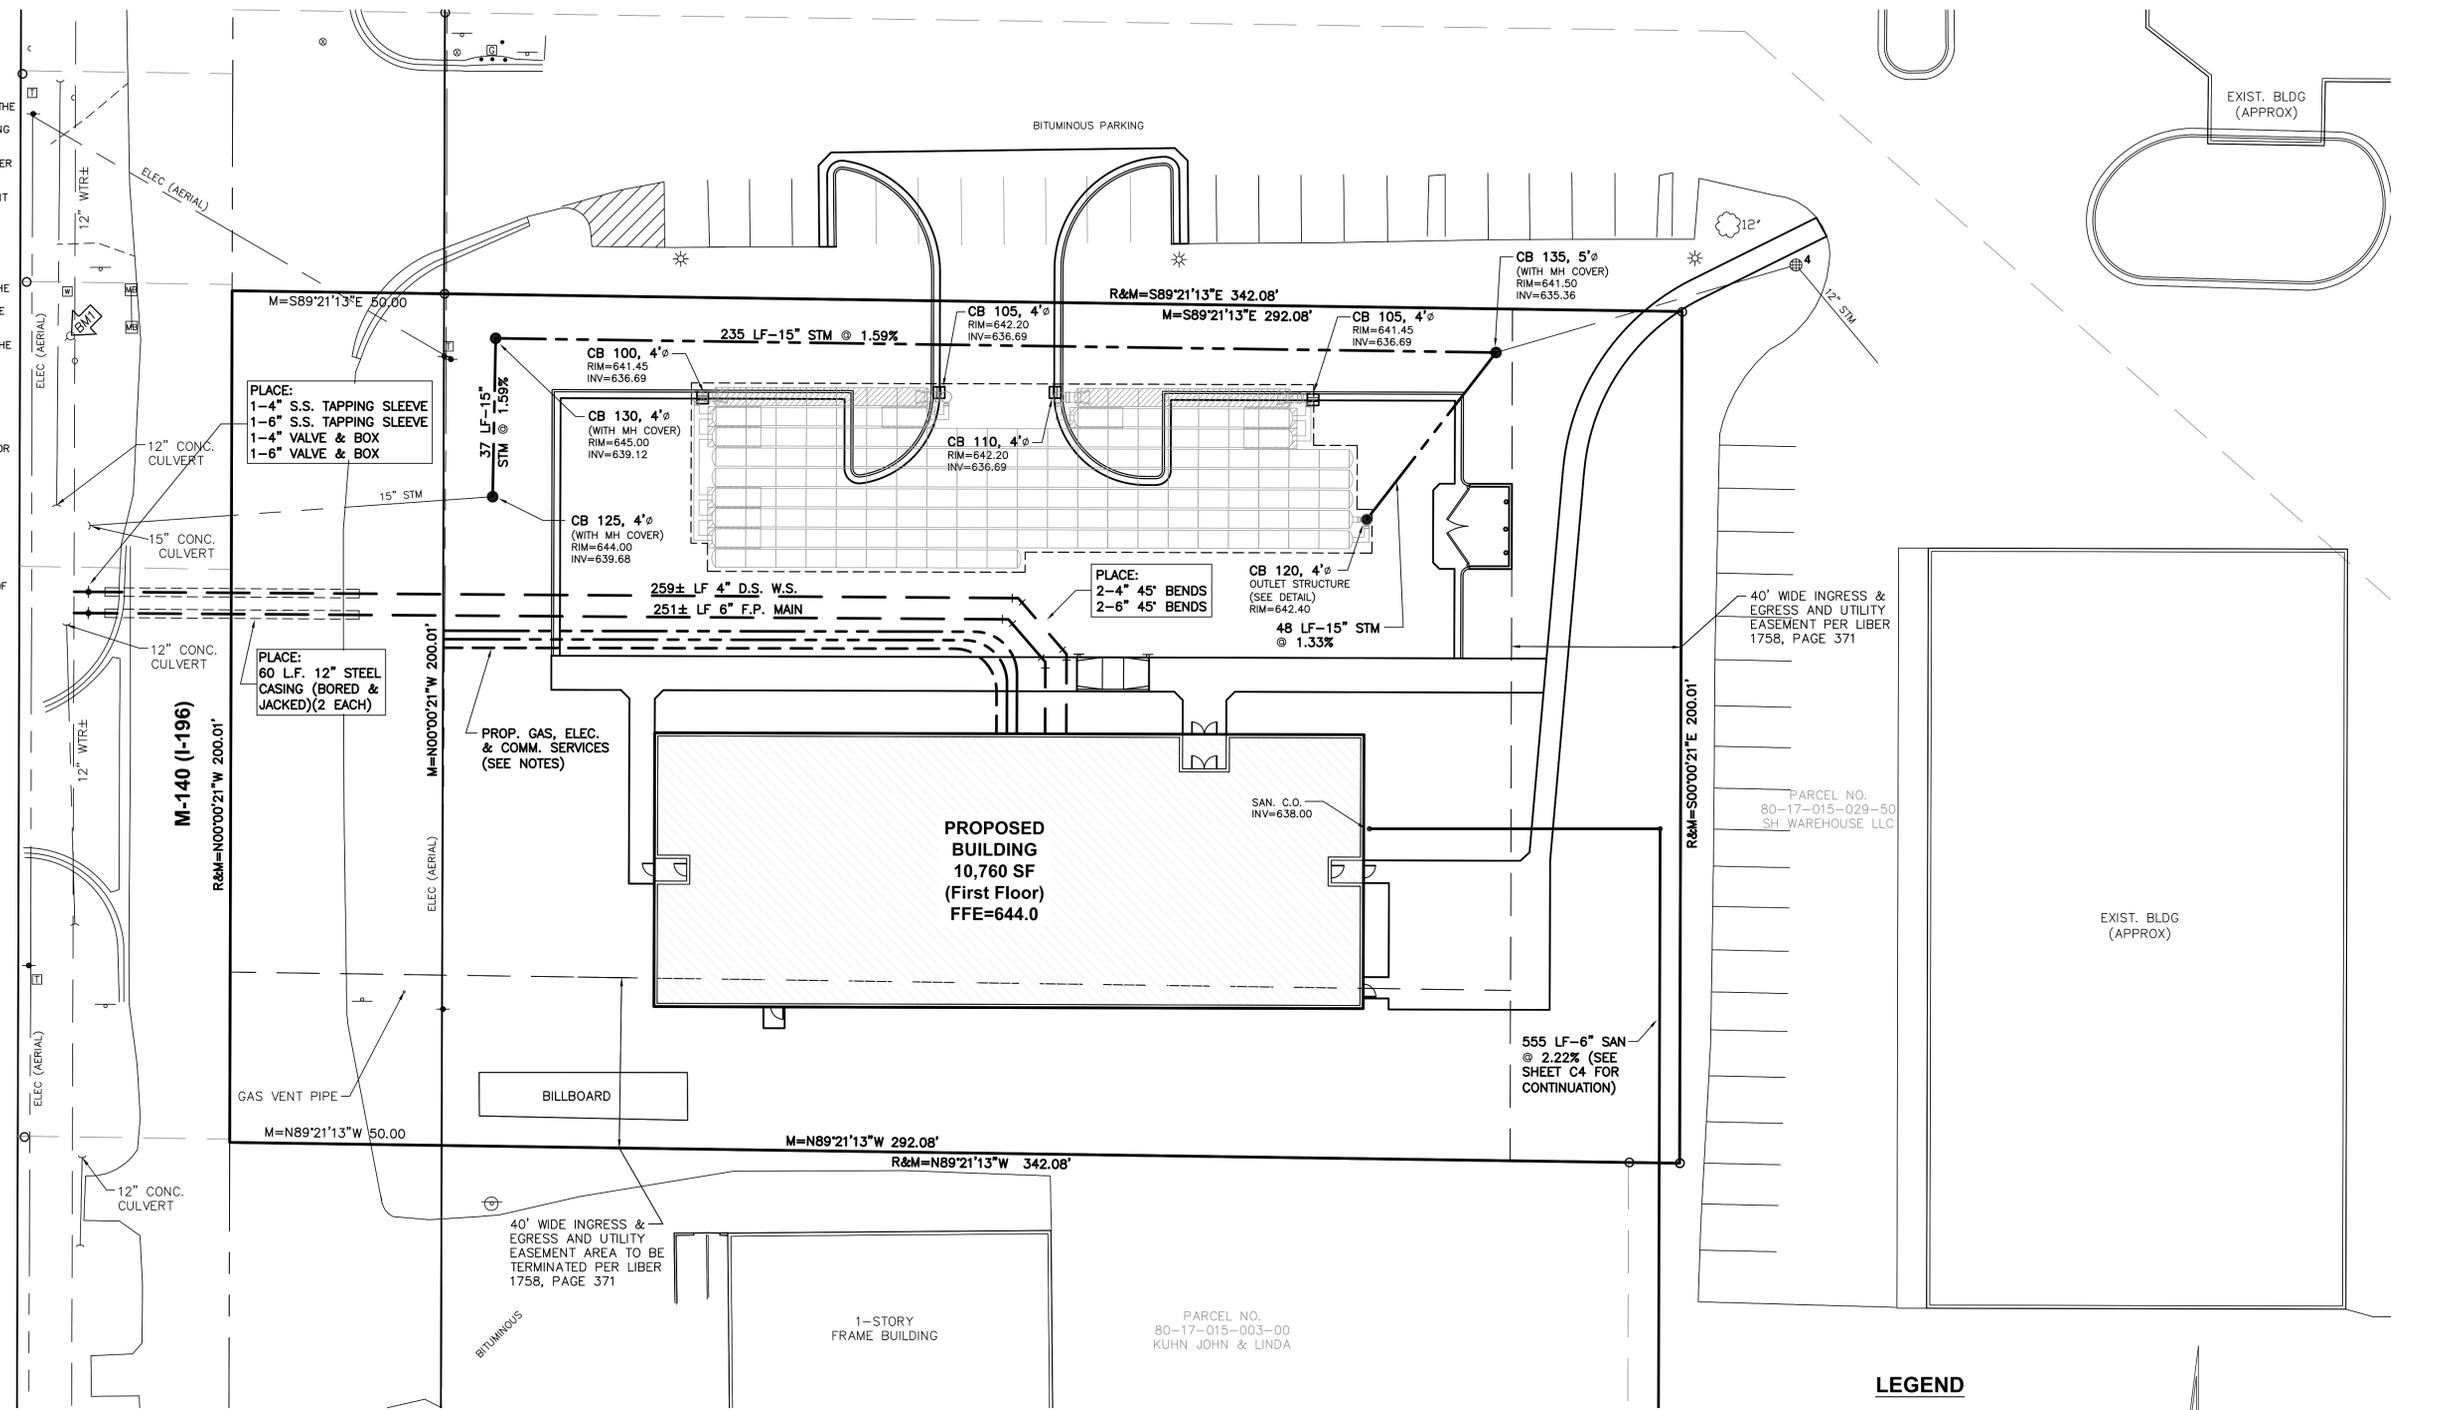 THE
NG
ER
NT
HE
E
HE
OR
OF
T
12" WTR±
ELEC (AERIAL)
G
EXIST. BLDG
(APPROX)
BITUMINOUS PARKING
12"
4
12" STM
W
MB
MB
BM1
ELEC (AERIAL)
T
M=S89°21'13"E 50.00
R&M=S89°21'13"E 342.08'
M=S89°21'13"E 292.08'
CB 135, 5'ø
(WITH MH COVER)
RIM=641.50
INV=635.36
235 LF-15" STM @ 1.59%
CB 105, 4'ø
RIM=642.20
INV=636.69
CB 105, 4'ø
RIM=641.45
INV=636.69
CB 100, 4'ø
RIM=641.45
INV=636.69
PLACE:
1-4" S.S. TAPPING SLEEVE
1-6" S.S. TAPPING SLEEVE
1-4" VALVE & BOX
1-6" VALVE & BOX
37 LF-15"
STM @ 1.59%
CB 130, 4'ø
(WITH MH COVER)
RIM=645.00
INV=639.12
CB 110, 4'ø
RIM=642.20
INV=636.69
12" CONC.
CULVERT
15" STM
CB 125, 4'ø
(WITH MH COVER)
RIM=644.00
INV=639.68
15" CONC.
CULVERT
CB 120, 4'ø
OUTLET STRUCTURE
(SEE DETAIL)
RIM=642.40
PLACE:
2-4" 45° BENDS
2-6" 45° BENDS
259± LF 4" D.S. W.S.
251± LF 6" F.P. MAIN
48 LF-15" STM
@ 1.33%
40' WIDE INGRESS &
EGRESS AND UTILITY
EASEMENT PER LIBER
1758, PAGE 371
12" CONC.
CULVERT
PLACE:
60 L.F. 12" STEEL
CASING (BORED &
JACKED)(2 EACH)
M=N00°00'21"W 200.01'
M-140 (I-196)
R&M=N00°00'21"W 200.01'
12" WTR±
PROP. GAS, ELEC.
& COMM. SERVICES
(SEE NOTES)
R&M=S00°00'21"E 200.01'
PARCEL NO.
80-17-015-029-50
SH WAREHOUSE LLC
SAN. C.O.
INV=638.00
PROPOSED
BUILDING
10,760 SF
(First Floor)
FFE=644.0
ELEC (AERIAL)
EXIST. BLDG
(APPROX)
T
ELEC (AERIAL)
555 LF-6" SAN
@ 2.22% (SEE
SHEET C4 FOR
CONTINUATION)
GAS VENT PIPE
BILLBOARD
M=N89°21'13"W 50.00
M=N89°21'13"W 292.08'
R&M=N89°21'13"W 342.08'
12" CONC.
CULVERT
40' WIDE INGRESS &
EGRESS AND UTILITY
EASEMENT AREA TO BE
TERMINATED PER LIBER
1758, PAGE 371
BITUMINOUS
1-STORY
FRAME BUILDING
PARCEL NO.
80-17-015-003-00
KUHN JOHN & LINDA
LEGEND